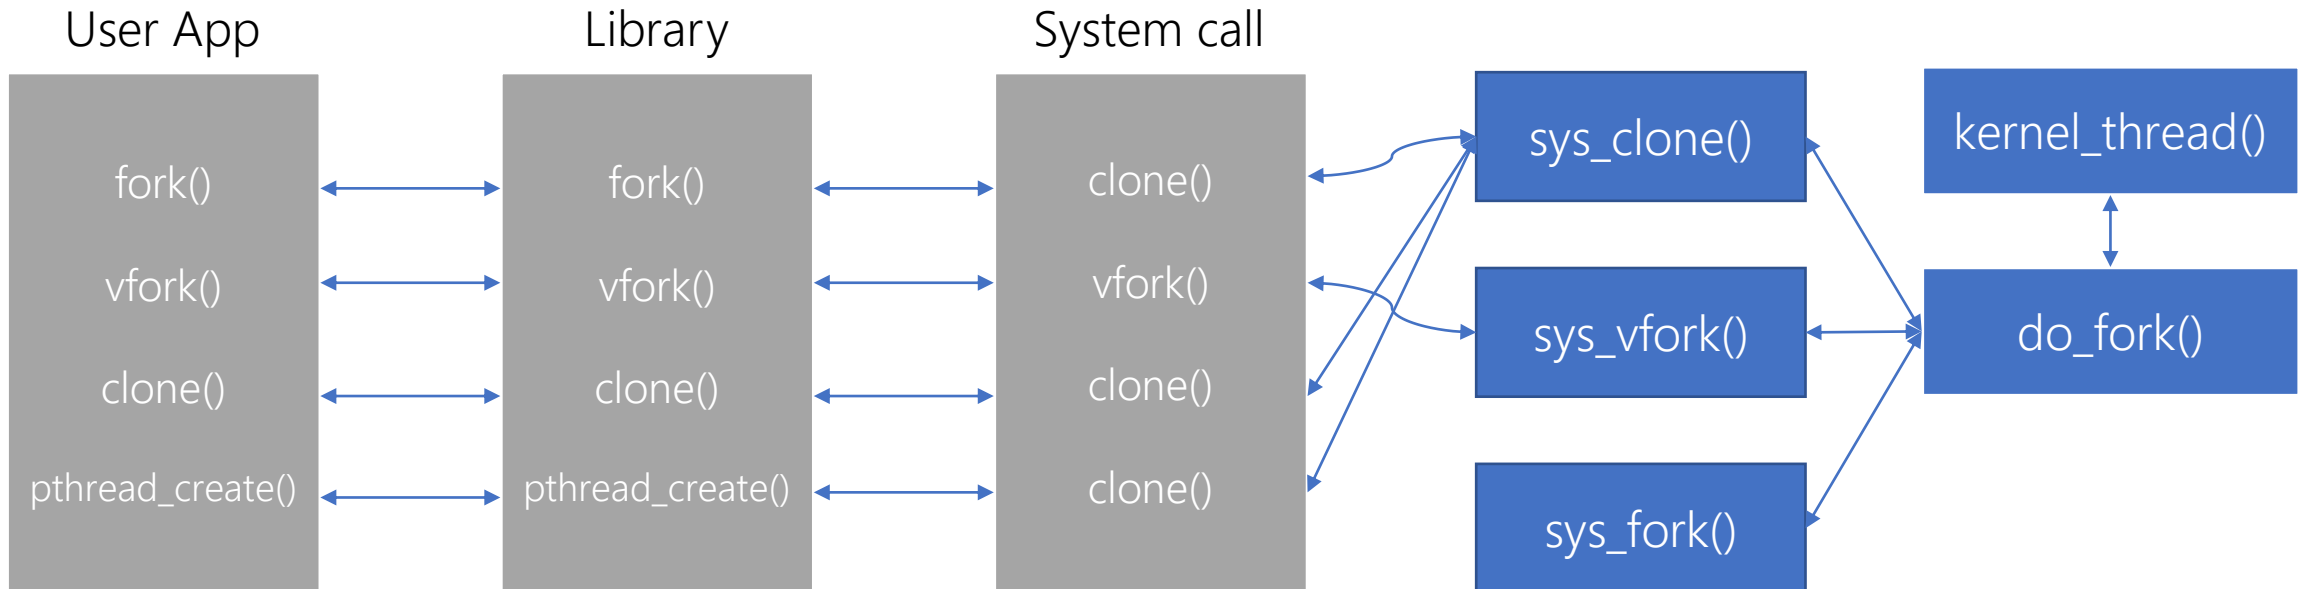 User App
fork()
vfork()
clone()
pthread_create()
Library
fork()
vfork()
clone()
pthread_create()
System call
clone()
vfork()
clone()
clone()
sys_clone()
sys_vfork()
sys_fork()
kernel_thread()
do_fork()